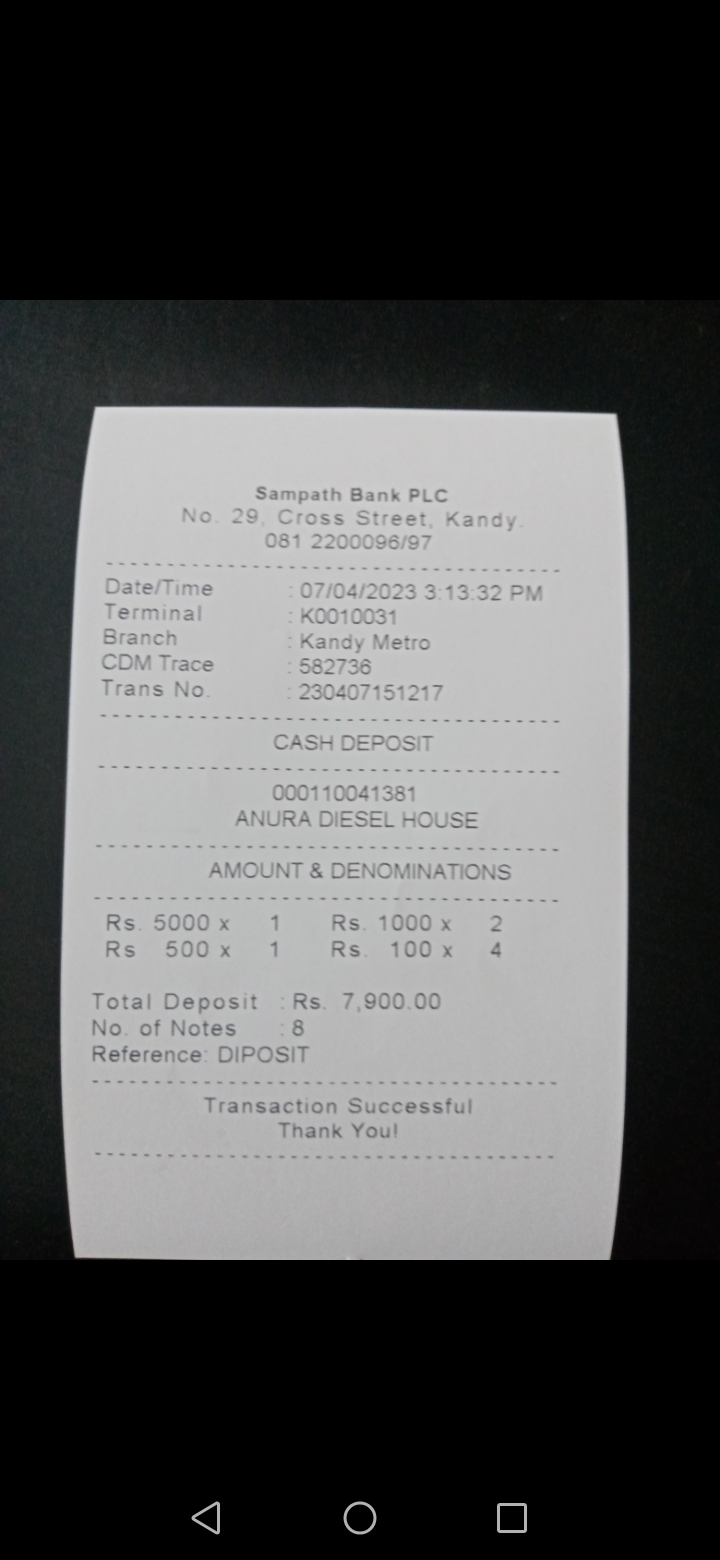 Sampath Bank PLC
No. 29, Cross Street, Kandy.
081 2200096/97
Date/Time : 07/04/2023 3:13:32 PM
Terminal : K0010031
Branch : Kandy Metro
CDM Trace : 582736
Trans No. : 230407151217
CASH DEPOSIT
000110041381
ANURA DIESEL HOUSE
AMOUNT & DENOMINATIONS
Rs. 5000 x 1 Rs. 1000 x 2
Rs 500 x 1 Rs. 100 x 4
Total Deposit : Rs. 7,900.00
No. of Notes : 8
Reference: DIPOSIT
Transaction Successful
Thank You!